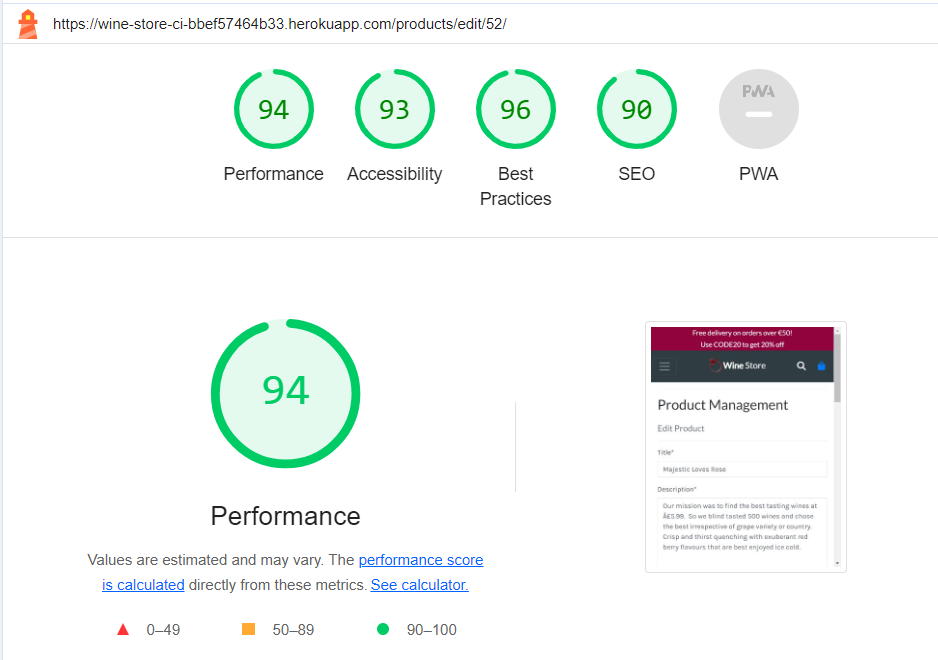 https://wine-store-ci-bbef57464b33.herokuapp.com/products/edit/52/
94
93
96
90
PWA
Performance
Accessibility
Best
Practices
SEO
PWA
94
Performance
Values are estimated and may vary. The performance score
is calculated directly from these metrics. See calculator.
0–49
50–89
90–100
Free delivery on orders over €50!
Use CODE20 to get 20% off
Wine Store
Product Management
Edit Product
Title*
Majestic Loves Rose
Description*
Our mission was to find the best tasting wines at
Â£5.99. So we blind tasted 500 wines and chose
the best irrespective of grape variety or country.
Crisp and thirst quenching with exuberant red
berry flavours that are best enjoyed ice cold.